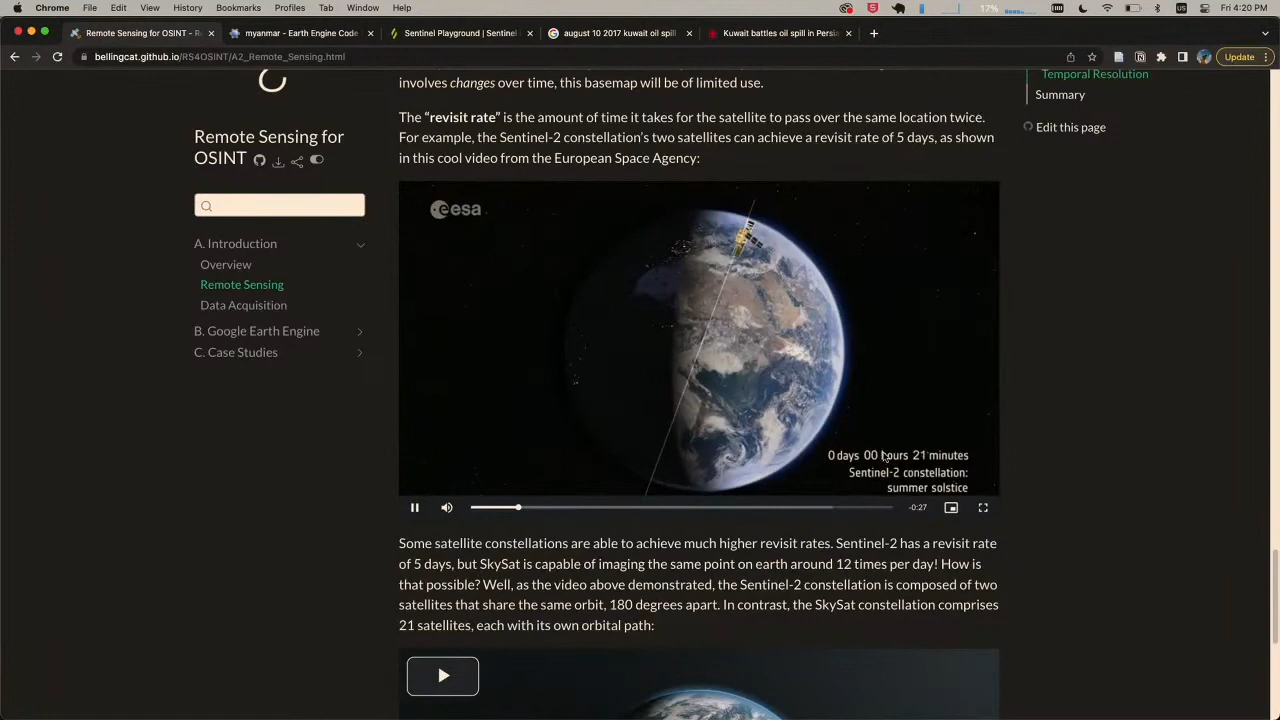 Chrome File Edit View History Bookmarks Profiles Tab Window Help 17% US Fri 4:20 PM
Remote Sensing for OSINT – R myanmar - Earth Engine Code Sentinel Playground | Sentinel august 10 2017 kuwait oil spill Kuwait battles oil spill in Persia
bellingcat.github.io/RS4OSINT/A2_Remote_Sensing.html Update
involves changes over time, this basemap will be of limited use.
The “revisit rate” is the amount of time it takes for the satellite to pass over the same location twice.
For example, the Sentinel-2 constellation’s two satellites can achieve a revisit rate of 5 days, as shown
in this cool video from the European Space Agency:
Temporal Resolution
Summary
Edit this page
Remote Sensing for
OSINT
A. Introduction
Overview
Remote Sensing
Data Acquisition
B. Google Earth Engine
C. Case Studies
esa
0 days 00 hours 21 minutes
Sentinel-2 constellation:
summer solstice
-0:27
Some satellite constellations are able to achieve much higher revisit rates. Sentinel-2 has a revisit rate
of 5 days, but SkySat is capable of imaging the same point on earth around 12 times per day! How is
that possible? Well, as the video above demonstrated, the Sentinel-2 constellation is composed of two
satellites that share the same orbit, 180 degrees apart. In contrast, the SkySat constellation comprises
21 satellites, each with its own orbital path: